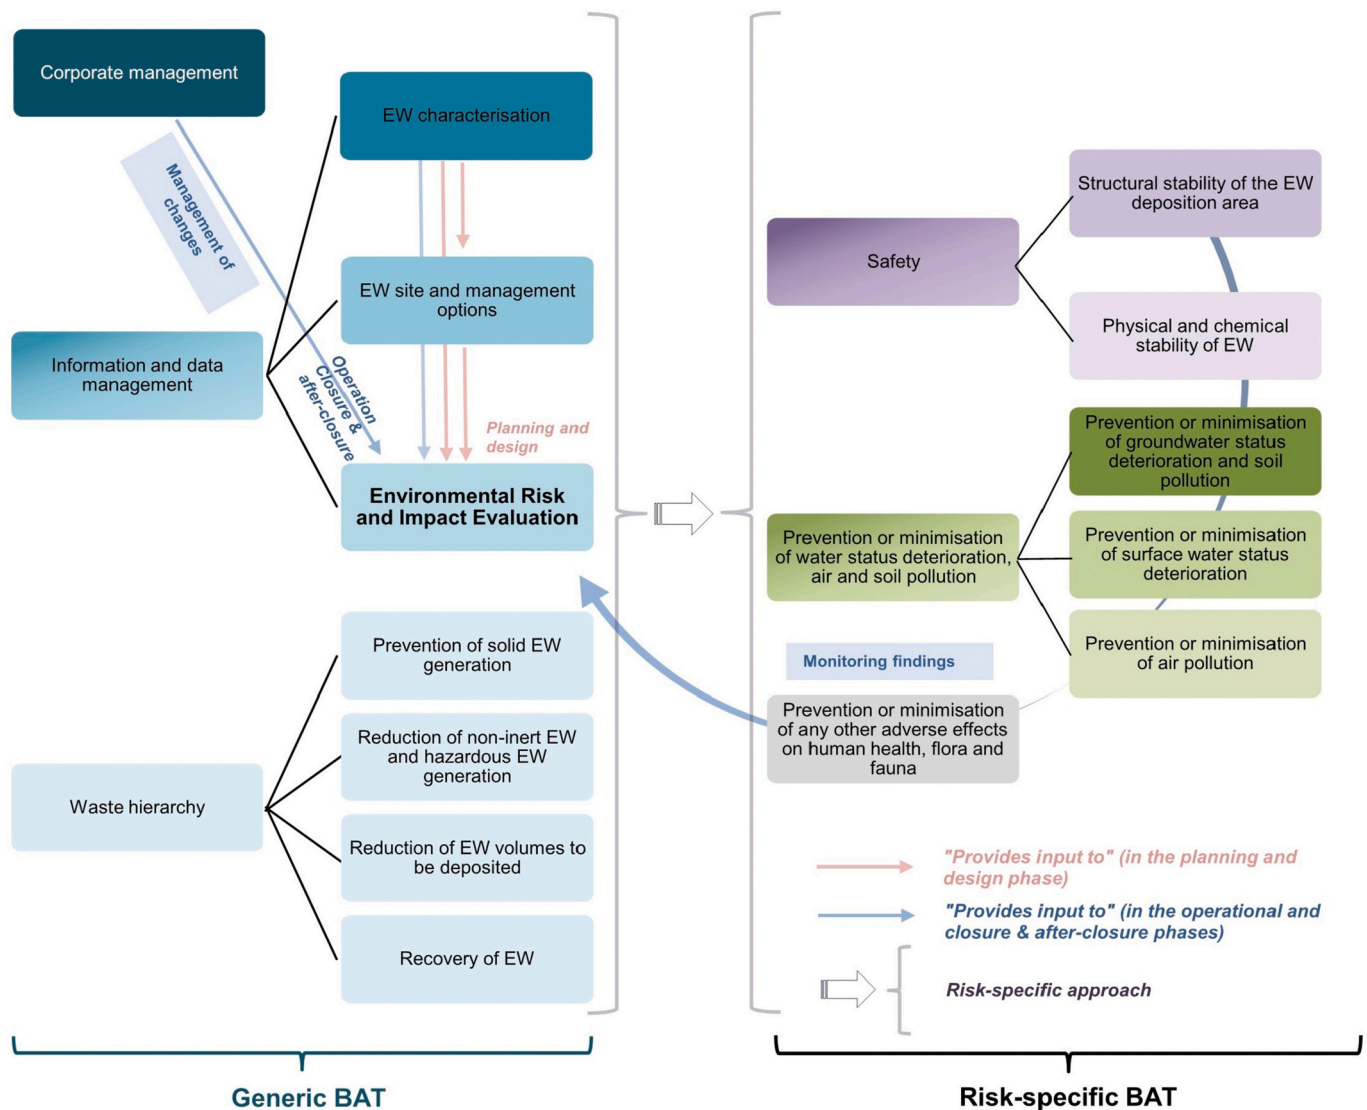 Corporate management
EW characterisation
Management of
changes
EW site and management
options
Information and data
management
Operation
Closure &
after-closure
Planning and
design
Environmental Risk
and Impact Evaluation
Prevention of solid EW
generation
Reduction of non-inert EW
and hazardous EW
generation
Waste hierarchy
Reduction of EW volumes to
be deposited
Recovery of EW
Generic BAT
Structural stability of the EW
deposition area
Safety
Physical and chemical
stability of EW
Prevention or minimisation
of groundwater status
deterioration and soil
pollution
Prevention or minimisation
of water status deterioration,
air and soil pollution
Prevention or minimisation
of surface water status
deterioration
Prevention or minimisation
of air pollution
Monitoring findings
Prevention or minimisation
of any other adverse effects
on human health, flora and
fauna
"Provides input to" (in the planning and
design phase)
"Provides input to" (in the operational and
closure & after-closure phases)
Risk-specific approach
Risk-specific BAT